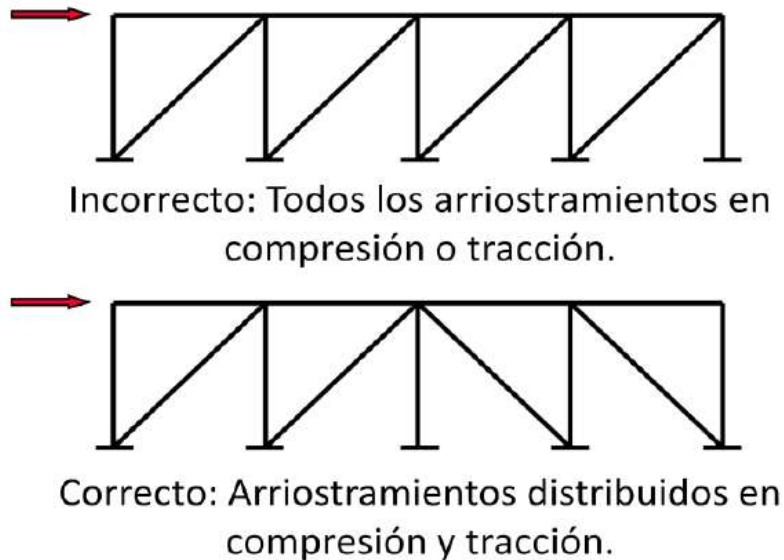 Incorrecto: Todos los arriostramientos en
compresión o tracción.
Correcto: Arriostramientos distribuidos en
compresión y tracción.